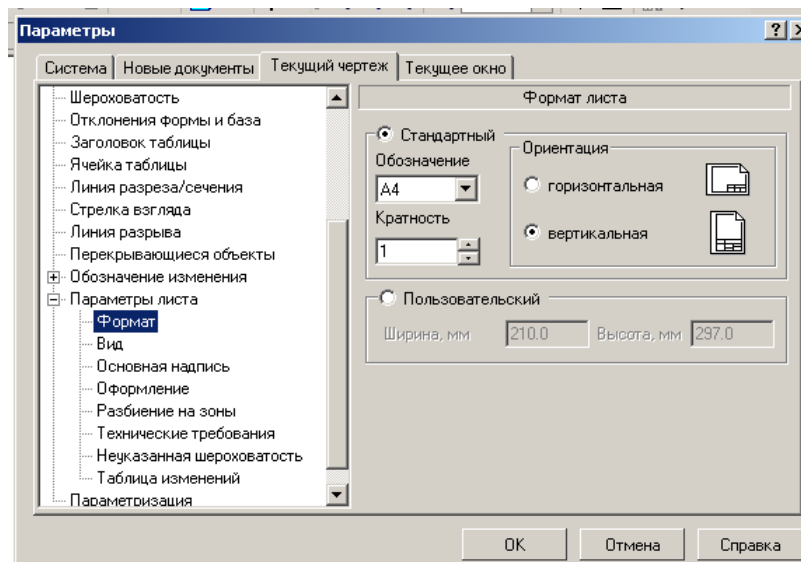 Параметры
Система
Новые документы
Текущий чертеж
Текущее окно
Шероховатость
Отклонения формы и база
Заголовок таблицы
Ячейка таблицы
Линия разреза/сечения
Стрелка взгляда
Линия разрыва
Перекрывающиеся объекты
Обозначение изменения
Параметры листа
Формат
Вид
Основная надпись
Оформление
Разбиение на зоны
Технические требования
Неуказанная шероховатость
Таблица изменений
Параметризация
Формат листа
Стандартный
Обозначение
A4
Кратность
1
Ориентация
горизонтальная
вертикальная
Пользовательский
Ширина, мм 210.0 Высота, мм 297.0
OK Отмена Справка